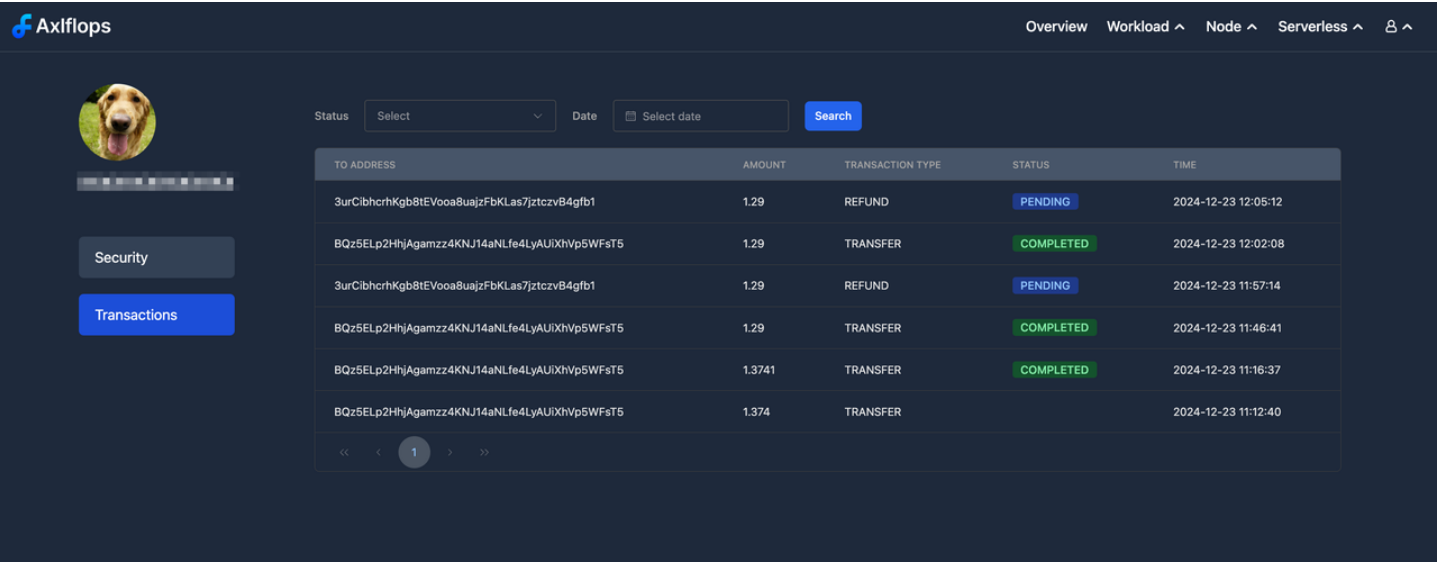 Axlflops
Overview Workload Node Serverless
Status Select Date Select date Search
TO ADDRESS AMOUNT TRANSACTION TYPE STATUS TIME
3urCibhcrhKgb8tEVooa8uajzFbKLas7jztczvB4gfb1 1.29 REFUND PENDING 2024-12-23 12:05:12
BQz5ELp2HhjAgamzz4KNJ14aNLfe4LyAUiXhVp5WFsT5 1.29 TRANSFER COMPLETED 2024-12-23 12:02:08
Security
3urCibhcrhKgb8tEVooa8uajzFbKLas7jztczvB4gfb1 1.29 REFUND PENDING 2024-12-23 11:57:14
Transactions
BQz5ELp2HhjAgamzz4KNJ14aNLfe4LyAUiXhVp5WFsT5 1.29 TRANSFER COMPLETED 2024-12-23 11:46:41
BQz5ELp2HhjAgamzz4KNJ14aNLfe4LyAUiXhVp5WFsT5 1.3741 TRANSFER COMPLETED 2024-12-23 11:16:37
BQz5ELp2HhjAgamzz4KNJ14aNLfe4LyAUiXhVp5WFsT5 1.374 TRANSFER 2024-12-23 11:12:40
1